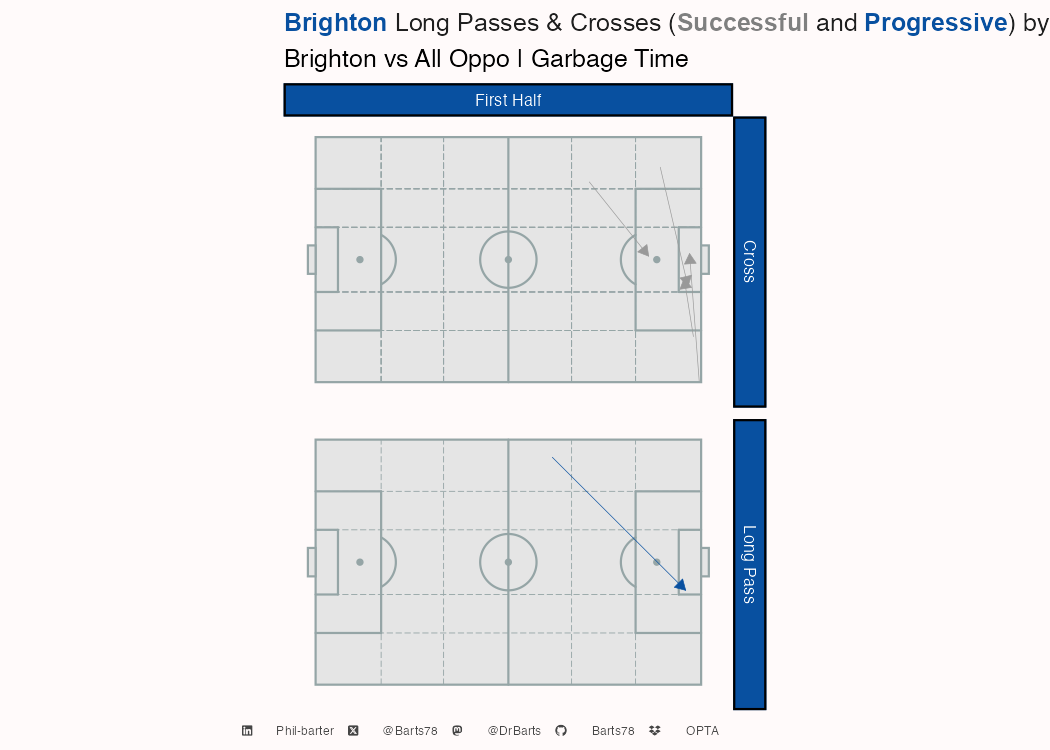 Brighton Long Passes & Crosses (Successful and Progressive) by
Brighton vs All Oppo | Garbage Time
First Half
Cross
Long Pass
Phil-barter @Barts78 @DrBarts Barts78 OPTA